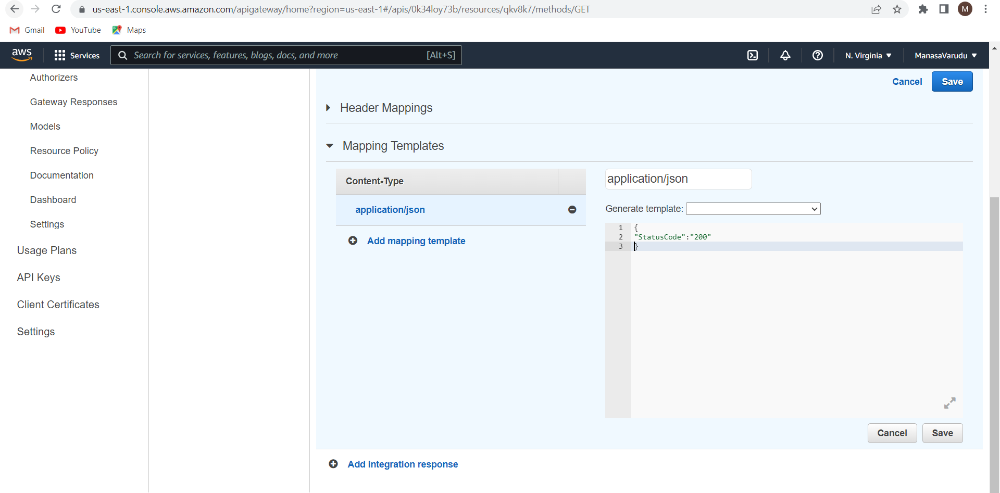 us-east-1.console.aws.amazon.com/apigateway/home?region=us-east-1#/apis/0k34loy73b/resources/qkv8k7/methods/GET
M
Gmail
YouTube
Maps
aws
Services
Search for services, features, blogs, docs, and more
[Alt+S]
N. Virginia
ManasaVarudu
Authorizers
Gateway Responses
Models
Resource Policy
Documentation
Dashboard
Settings
Usage Plans
API Keys
Client Certificates
Settings
Cancel
Save
Header Mappings
Mapping Templates
Content-Type
application/json
Add mapping template
application/json
Generate template:
1 {
2 "StatusCode":"200"
3 }
Cancel
Save
Add integration response